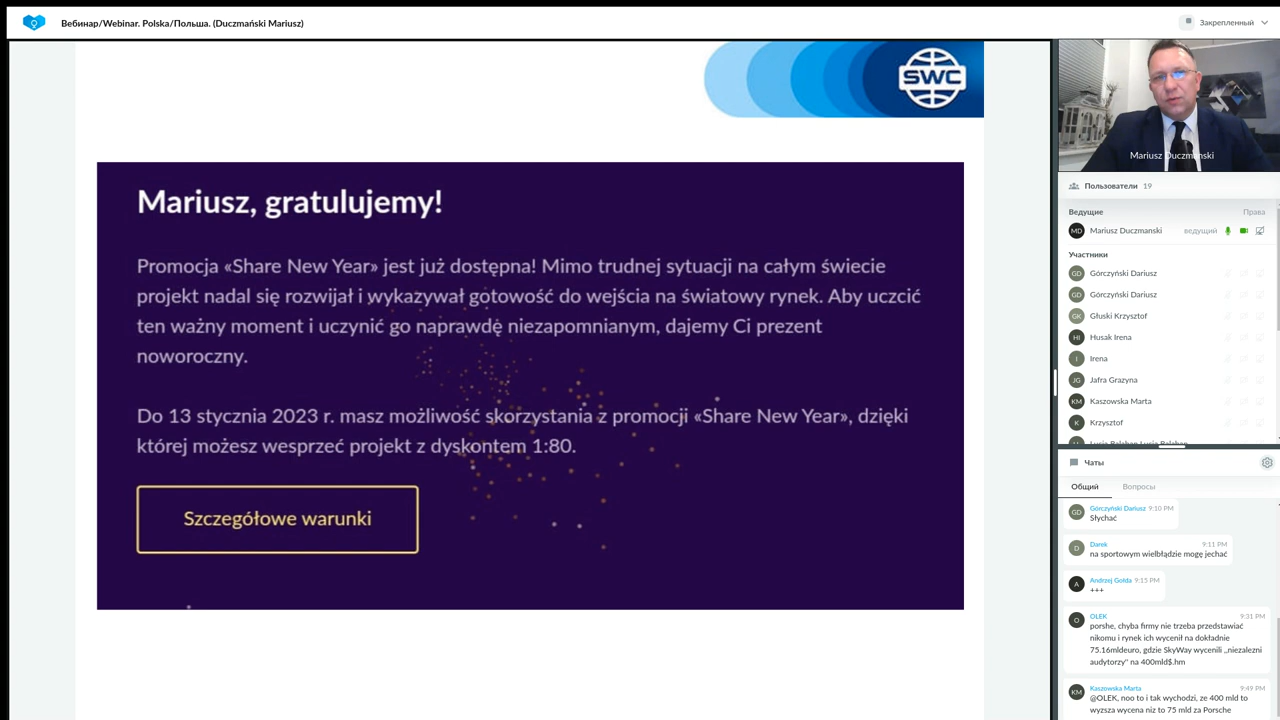 Вебинар/Webinar. Polska/Польша. (Duczmański Mariusz)
Закрепленный
SWC
Mariusz, gratulujemy!
Promocja «Share New Year» jest już dostępna! Mimo trudnej sytuacji na całym świecie
projekt nadal się rozwijał i wykazywał gotowość do wejścia na światowy rynek. Aby uczcić
ten ważny moment i uczynić go naprawdę niezapomnianym, dajemy Ci prezent
noworoczny.
Do 13 stycznia 2023 r. masz możliwość skorzystania z promocji «Share New Year», dzięki
której możesz wesprzeć projekt z dyskontem 1:80.
Szczegółowe warunki
Mariusz Duczmanski
Пользователи 19
Ведущие Права
MD Mariusz Duczmanski ведущий
Участники
GD Górczyński Dariusz
GD Górczyński Dariusz
GK Głuski Krzysztof
HI Husak Irena
I Irena
JG Jafra Grazyna
KM Kaszowska Marta
K Krzysztof
Чаты
Общий Вопросы
GD Górczyński Dariusz 9:10 PM
Słychać
D Darek 9:11 PM
na sportowym wielbłądzie mogę jechać
A Andrzej Gołda 9:15 PM
+++
O OLEK 9:31 PM
porshe, chyba firmy nie trzeba przedstawiać
nikomu i rynek ich wycenił na dokładnie
75.16mldeuro, gdzie SkyWay wycenili ,,niezalezni
audytorzy" na 400mld$.hm
KM Kaszowska Marta 9:49 PM
@OLEK, noo to i tak wychodzi, ze 400 mld to
wyzsza wycena niz to 75 mld za Porsche